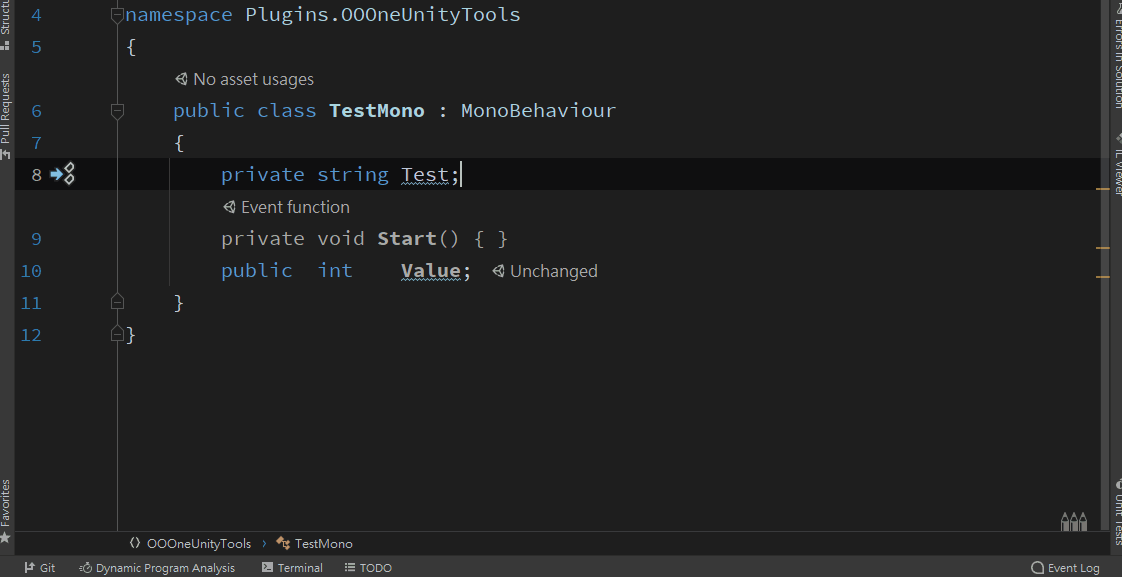 4 namespace Plugins.OOOneUnityTools
5 {
No asset usages
6 public class TestMono : MonoBehaviour
7 {
8 private string Test;
Event function
9 private void Start() { }
10 public int Value; Unchanged
11 }
12 }
Pull Requests
Favorites
Errors In Solution
IL Viewer
Unit Tests
OOOneUnityTools › TestMono
Git Dynamic Program Analysis Terminal TODO Event Log